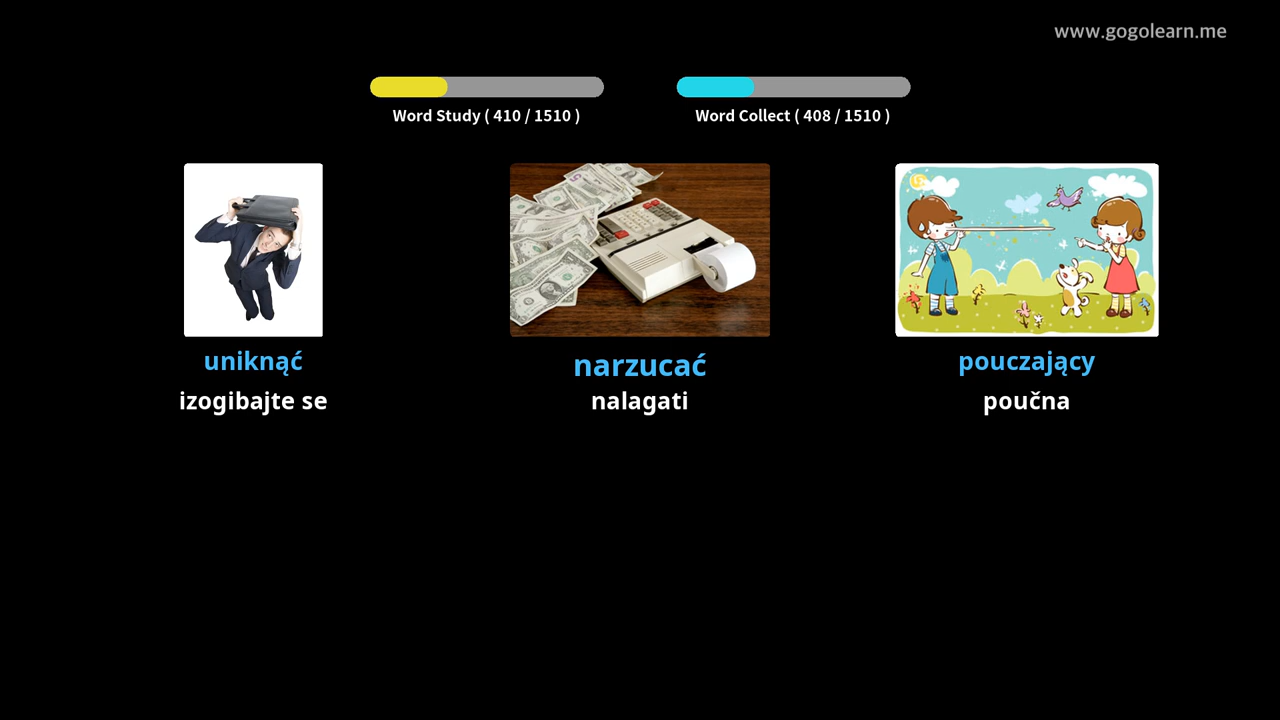 www.gogolearn.me
Word Study ( 410 / 1510 )
Word Collect ( 408 / 1510 )
uniknąć
narzucać
pouczający
izogibajte se
nalagati
poučna